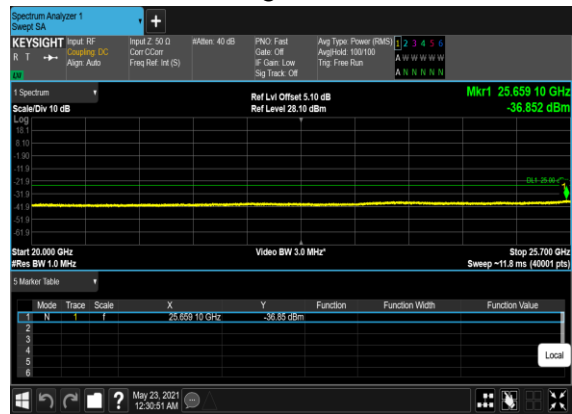 Spectrum Analyzer 1
Swept SA
KEYSIGHT Input: RF Input Z: 50 Ω #Atten: 40 dB PNO: Fast Avg Type: Power (RMS) 1 2 3 4 5 6
R T Coupling: DC Corr CCorr Gate: Off Avg|Hold: 100/100 A W W W W W
Align: Auto Freq Ref: Int (S) IF Gain: Low Trig: Free Run
Sig Track: Off A N N N N N
1 Spectrum Ref Lvl Offset 5.10 dB Mkr1 25.659 10 GHz
Scale/Div 10 dB Ref Level 28.10 dBm -36.852 dBm
Log
18.1
8.10
-1.90
-11.9
-21.9
DL1 -25.00
-31.9
-41.9
-51.9
-61.9
Start 20.000 GHz Video BW 3.0 MHz* Stop 25.700 GHz
#Res BW 1.0 MHz Sweep ~11.8 ms (40001 pts)
5 Marker Table
Mode Trace Scale X Y Function Function Width Function Value
1 N 1 f 25.659 10 GHz -36.85 dBm
2
3
4
5
6
Local
? May 23, 2021
12:30:51 AM